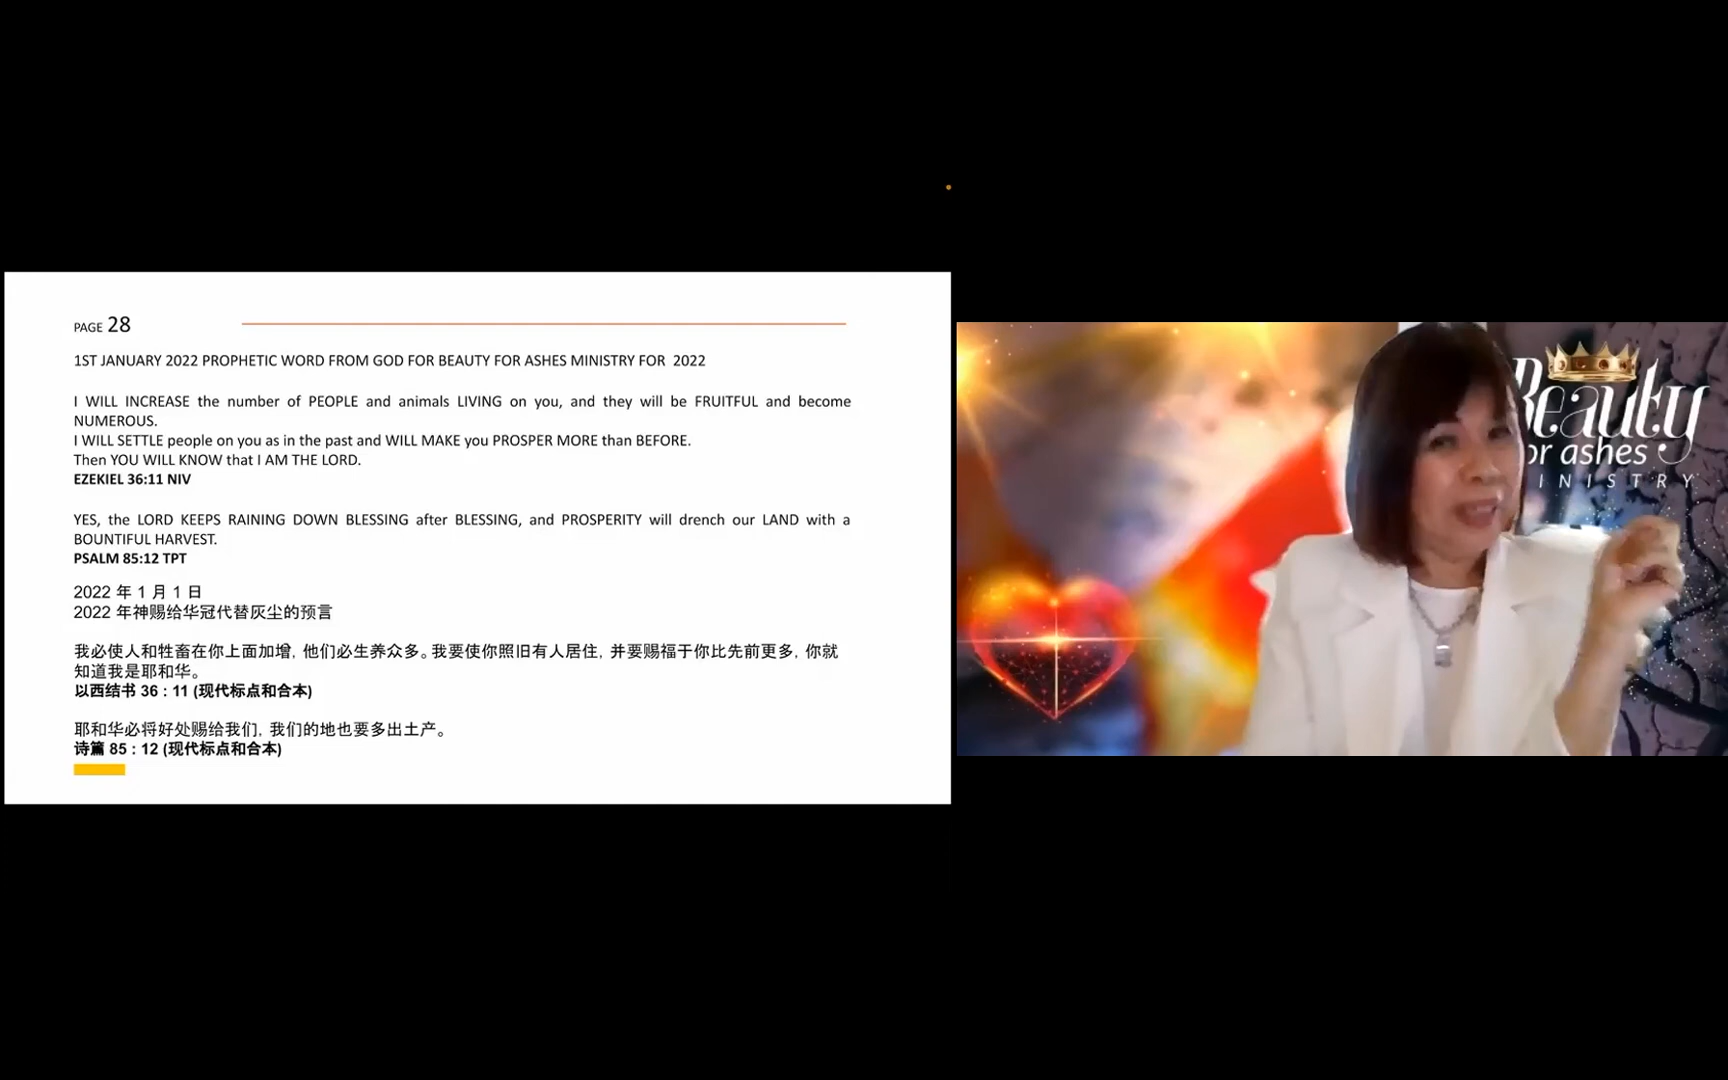 PAGE 28
1ST JANUARY 2022 PROPHETIC WORD FROM GOD FOR BEAUTY FOR ASHES MINISTRY FOR 2022
I WILL INCREASE the number of PEOPLE and animals LIVING on you, and they will be FRUITFUL and become
NUMEROUS.
I WILL SETTLE people on you as in the past and WILL MAKE you PROSPER MORE than BEFORE.
Then YOU WILL KNOW that I AM THE LORD.
EZEKIEL 36:11 NIV
YES, the LORD KEEPS RAINING DOWN BLESSING after BLESSING, and PROSPERITY will drench our LAND with a
BOUNTIFUL HARVEST.
PSALM 85:12 TPT
2022 年 1 月 1 日
2022 年神赐给华冠代替灰尘的预言
我必使人和牲畜在你上面加增, 他们必生养众多。我要使你照旧有人居住, 并要赐福于你比先前更多, 你就
知道我是耶和华。
以西结书 36 : 11 (现代标点和合本)
耶和华必将好处赐给我们, 我们的地也要多出土产。
诗篇 85 : 12 (现代标点和合本)
Beauty
or ashes
INISTRY